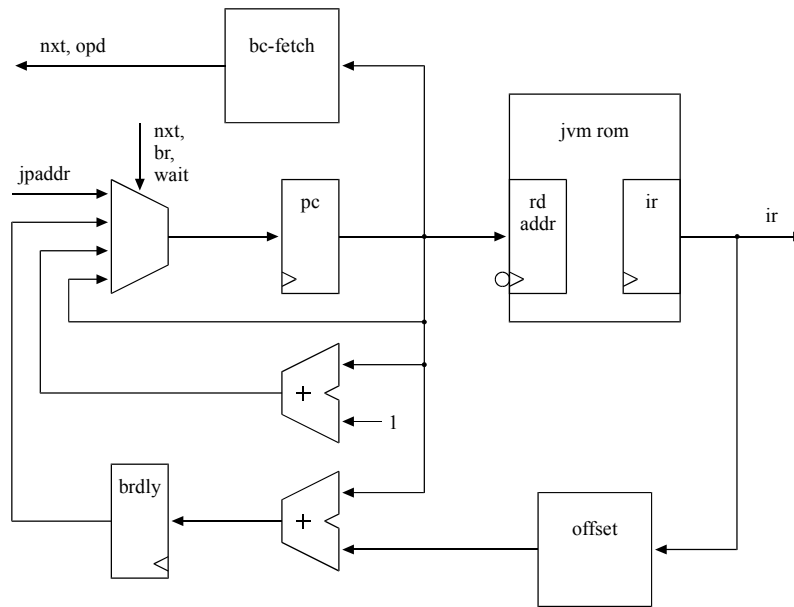 nxt, opd
bc-fetch
jvm rom
nxt,
br,
wait
jpaddr
pc
rd
addr
ir
ir
+
1
brdly
+
offset